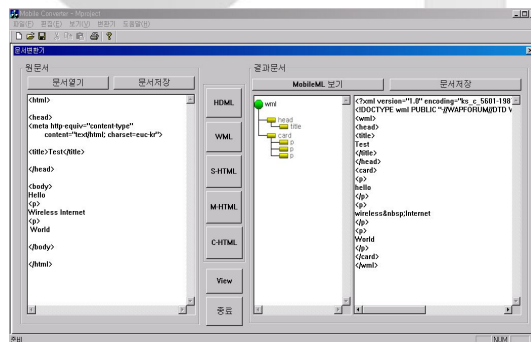 Mobile Converter - Mproject
파일(F) 편집(E) 보기(V) 변환기 도움말(H)
문서변환기
원문서
문서열기 문서저장
<html>
<head>
<meta http-equiv="content-type"
content="text/html; charset=euc-kr">
<title>Test</title>
</head>
<body>
Hello
<p>
Wireless Internet
<p>
World
</body>
</html>
HDML
WML
S-HTML
M-HTML
C-HTML
View
종료
결과문서
MobileML 보기 문서저장
wml
head
title
card
p
p
p
<?xml version="1.0" encoding="ks_c_5601-198
<!DOCTYPE wml PUBLIC "-//WAPFORUM//DTD
<wml>
<head>
<title>
Test
</title>
</head>
<card>
<p>
hello
</p>
<p>
wireless&nbsp;Internet
</p>
<p>
World
</p>
</card>
</wml>
준비 NUM